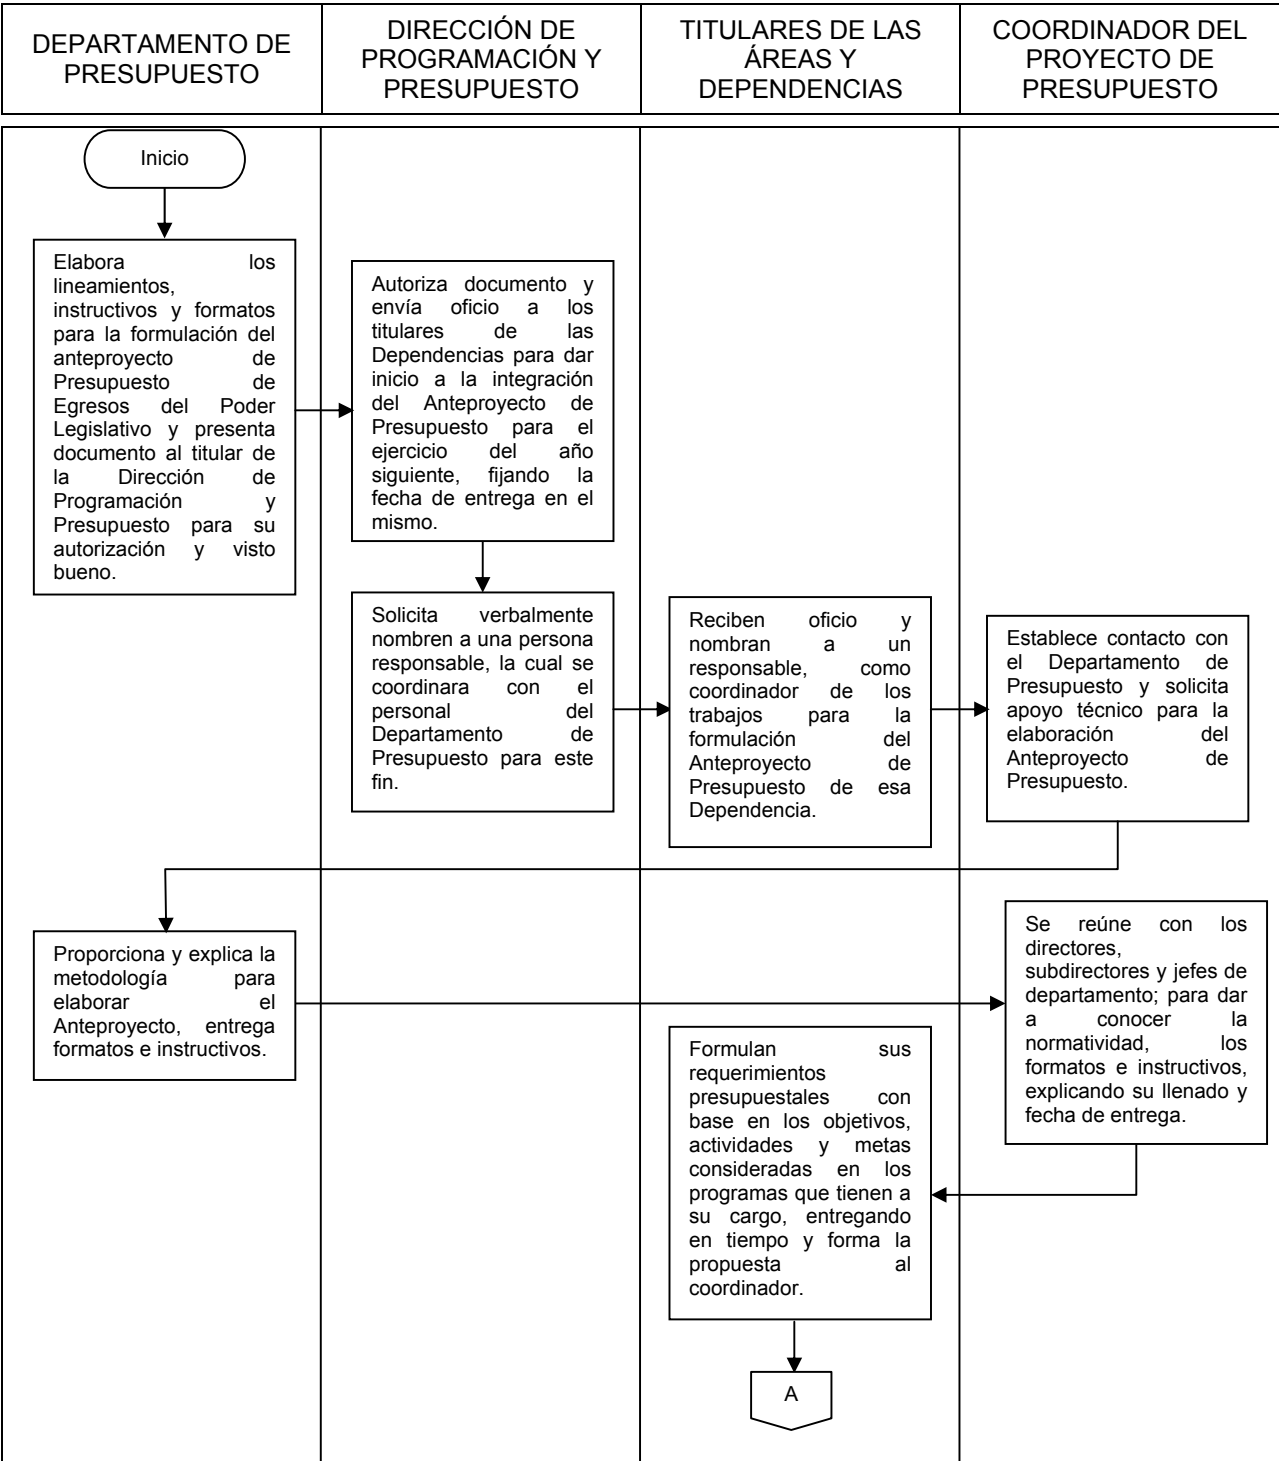 DEPARTAMENTO DE
PRESUPUESTO
DIRECCIÓN DE
PROGRAMACIÓN Y
PRESUPUESTO
TITULARES DE LAS
ÁREAS Y
DEPENDENCIAS
COORDINADOR DEL
PROYECTO DE
PRESUPUESTO
Inicio
Elabora los
lineamientos,
instructivos y formatos
para la formulación del
anteproyecto de
Presupuesto de
Egresos del Poder
Legislativo y presenta
documento al titular de
la Dirección de
Programación y
Presupuesto para su
autorización y visto
bueno.
Autoriza documento y
envía oficio a los
titulares de las
Dependencias para dar
inicio a la integración
del Anteproyecto de
Presupuesto para el
ejercicio del año
siguiente, fijando la
fecha de entrega en el
mismo.
Solicita verbalmente
nombren a una persona
responsable, la cual se
coordinara con el
personal del
Departamento de
Presupuesto para este
fin.
Reciben oficio y
nombran a un
responsable, como
coordinador de los
trabajos para la
formulación del
Anteproyecto de
Presupuesto de esa
Dependencia.
Establece contacto con
el Departamento de
Presupuesto y solicita
apoyo técnico para la
elaboración del
Anteproyecto de
Presupuesto.
Proporciona y explica la
metodología para
elaborar el
Anteproyecto, entrega
formatos e instructivos.
Se reúne con los
directores,
subdirectores y jefes de
departamento; para dar
a conocer la
normatividad, los
formatos e instructivos,
explicando su llenado y
fecha de entrega.
Formulan sus
requerimientos
presupuestales con
base en los objetivos,
actividades y metas
consideradas en los
programas que tienen a
su cargo, entregando
en tiempo y forma la
propuesta al
coordinador.
A